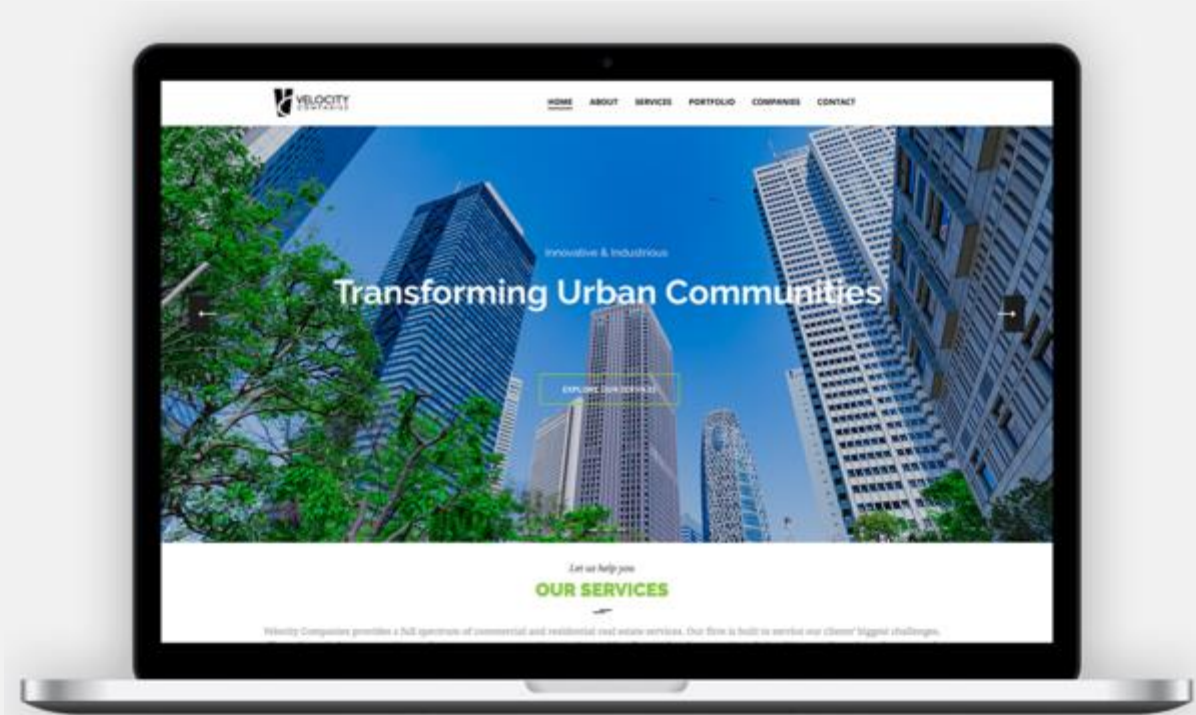 VELOCITY
COMPANIES
HOME ABOUT SERVICES PORTFOLIO COMPANIES CONTACT
Innovative & Industrious
Transforming Urban Communities
EXPLORE OUR SERVICES
Let us help you
OUR SERVICES
Velocity Companies provides a full spectrum of commercial and residential real estate services. Our firm is built to service our clients' biggest challenges.